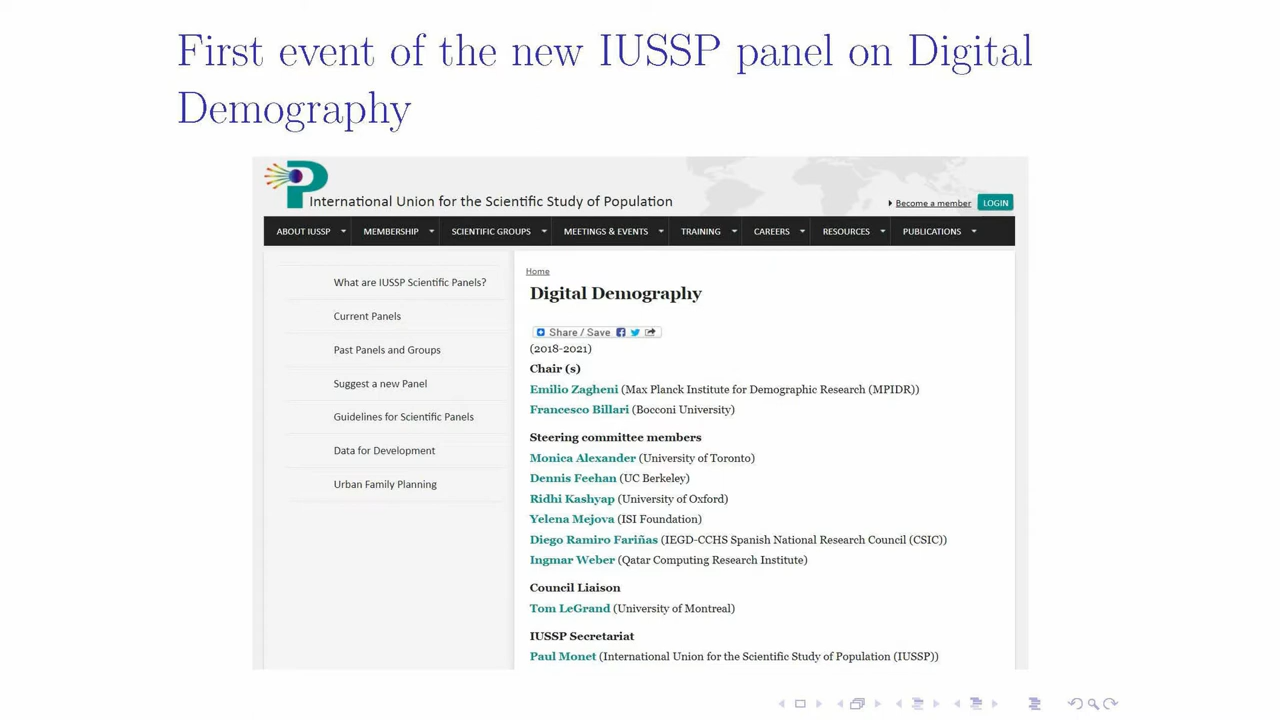 First event of the new IUSSP panel on Digital
Demography
International Union for the Scientific Study of Population
Become a member
LOGIN
ABOUT IUSSP
MEMBERSHIP
SCIENTIFIC GROUPS
MEETINGS & EVENTS
TRAINING
CAREERS
RESOURCES
PUBLICATIONS
What are IUSSP Scientific Panels?
Current Panels
Past Panels and Groups
Suggest a new Panel
Guidelines for Scientific Panels
Data for Development
Urban Family Planning
Home
Digital Demography
Share / Save
(2018-2021)
Chair (s)
Emilio Zagheni (Max Planck Institute for Demographic Research (MPIDR))
Francesco Billari (Bocconi University)
Steering committee members
Monica Alexander (University of Toronto)
Dennis Feehan (UC Berkeley)
Ridhi Kashyap (University of Oxford)
Yelena Mejova (ISI Foundation)
Diego Ramiro Fariñas (IEGD-CCHS Spanish National Research Council (CSIC))
Ingmar Weber (Qatar Computing Research Institute)
Council Liaison
Tom LeGrand (University of Montreal)
IUSSP Secretariat
Paul Monet (International Union for the Scientific Study of Population (IUSSP))